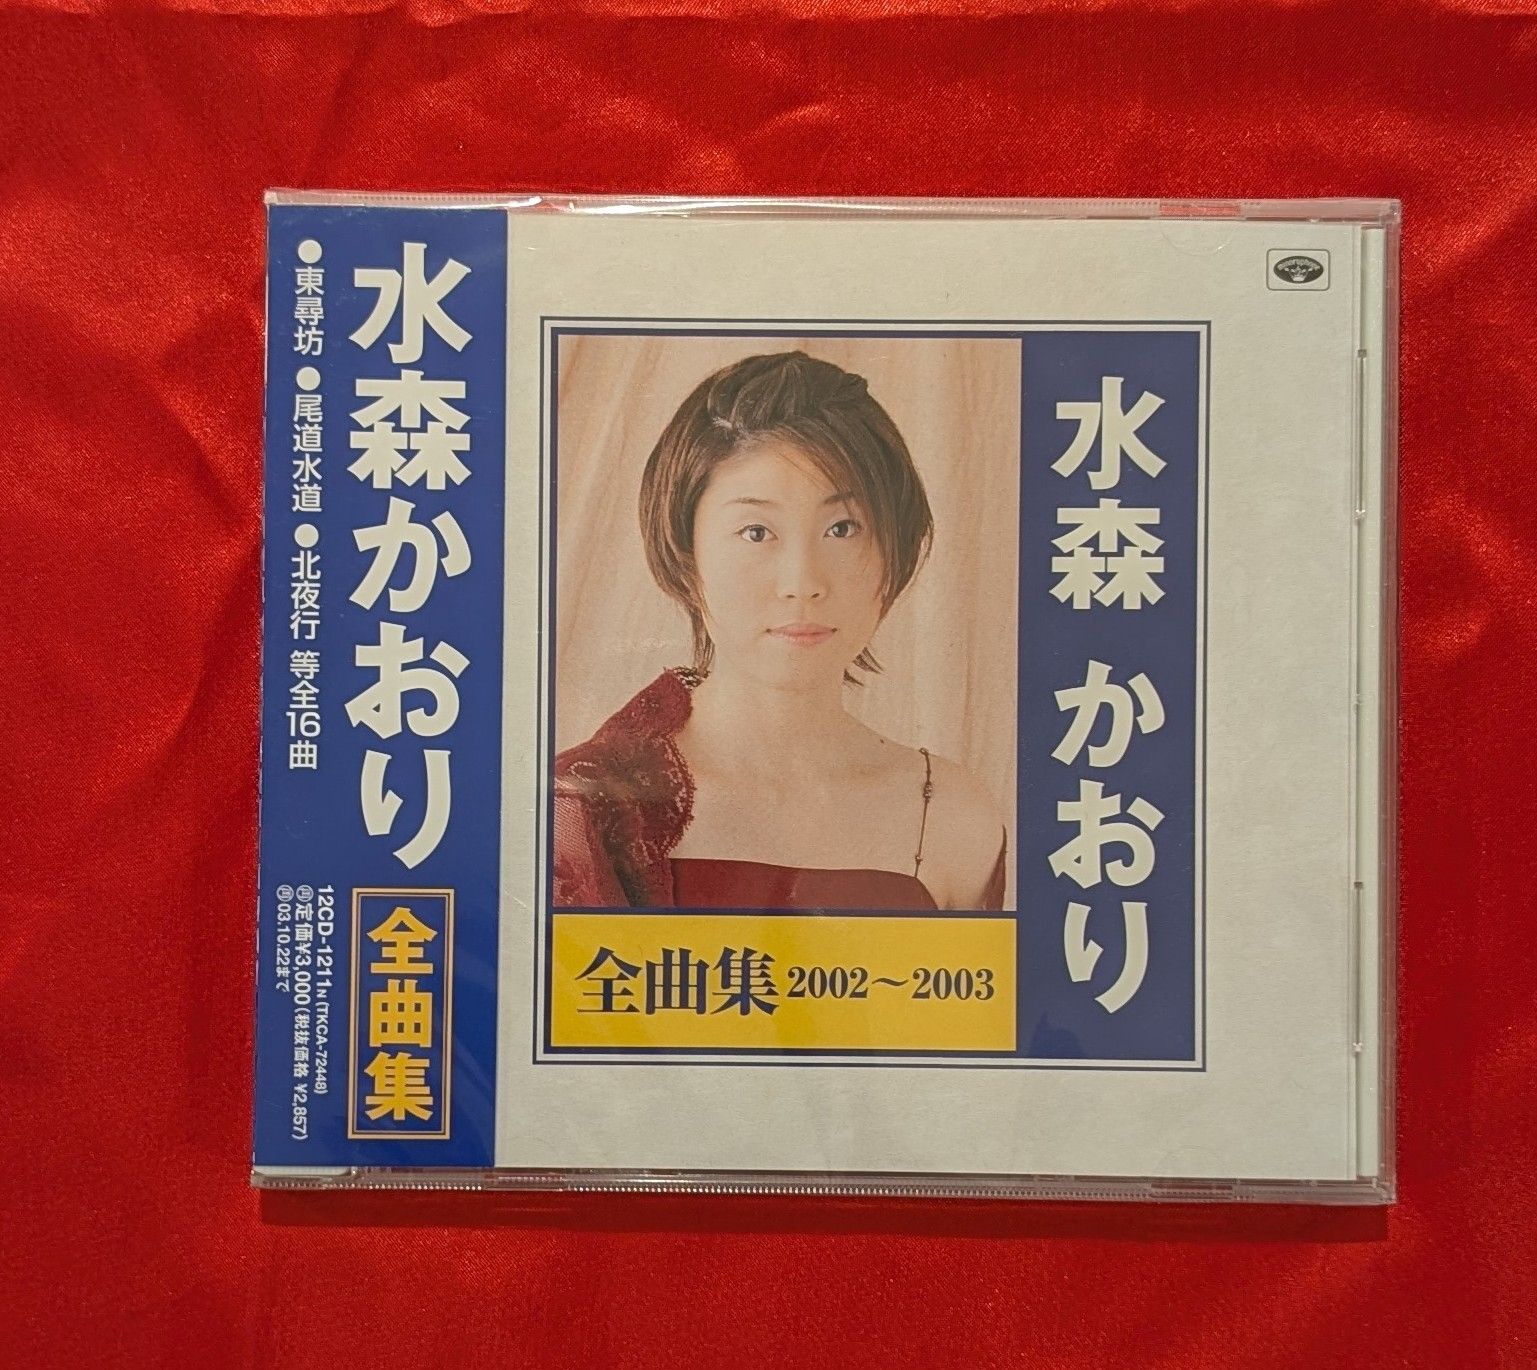 水森かおり
全曲集
●東尋坊 ●尾道水道 ●北夜行 等全16曲
12CD-1211N (TKCA-72448)
定価¥3,000(税抜価格 ¥2,857)
03.10.22まで
水森 かおり
全曲集 2002〜2003